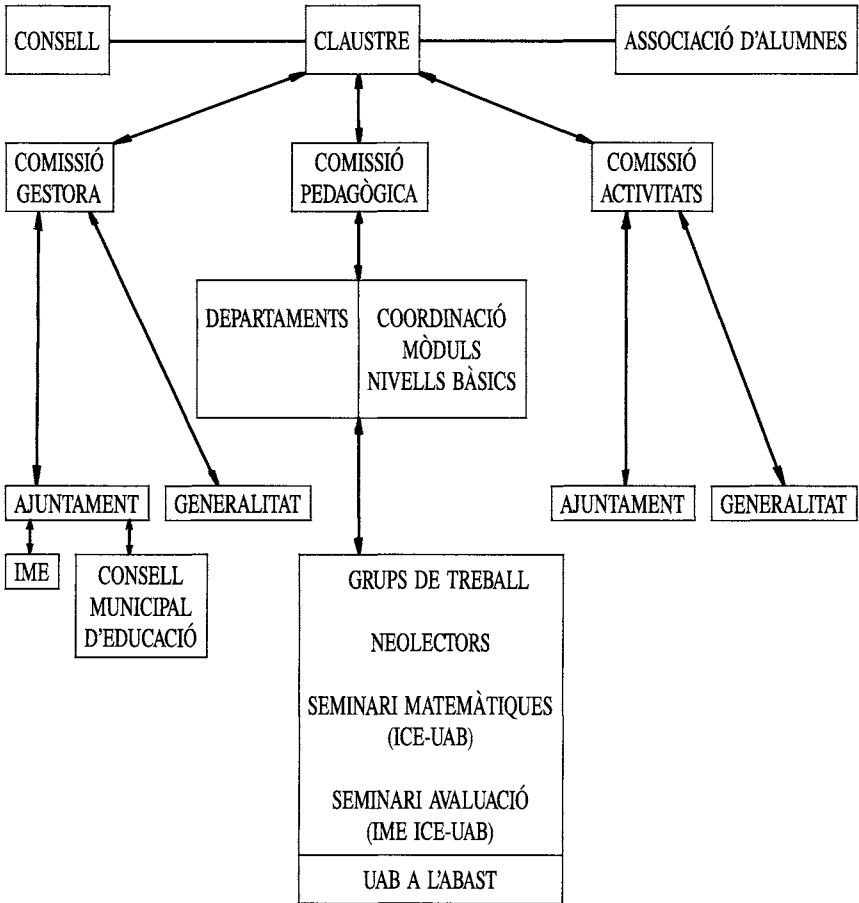 CONSELL
CLAUSTRE
ASSOCIACIÓ D'ALUMNES
COMISSIÓ
GESTORA
COMISSIÓ
PEDAGÒGICA
COMISSIÓ
ACTIVITATS
DEPARTAMENTS
COORDINACIÓ
MÒDULS
NIVELLS BÀSICS
AJUNTAMENT
GENERALITAT
AJUNTAMENT
GENERALITAT
IME
CONSELL
MUNICIPAL
D'EDUCACIÓ
GRUPS DE TREBALL
NEOLECTORS
SEMINARI MATEMÀTIQUES
(ICE-UAB)
SEMINARI AVALUACIÓ
(IME ICE-UAB)
UAB A L'ABAST